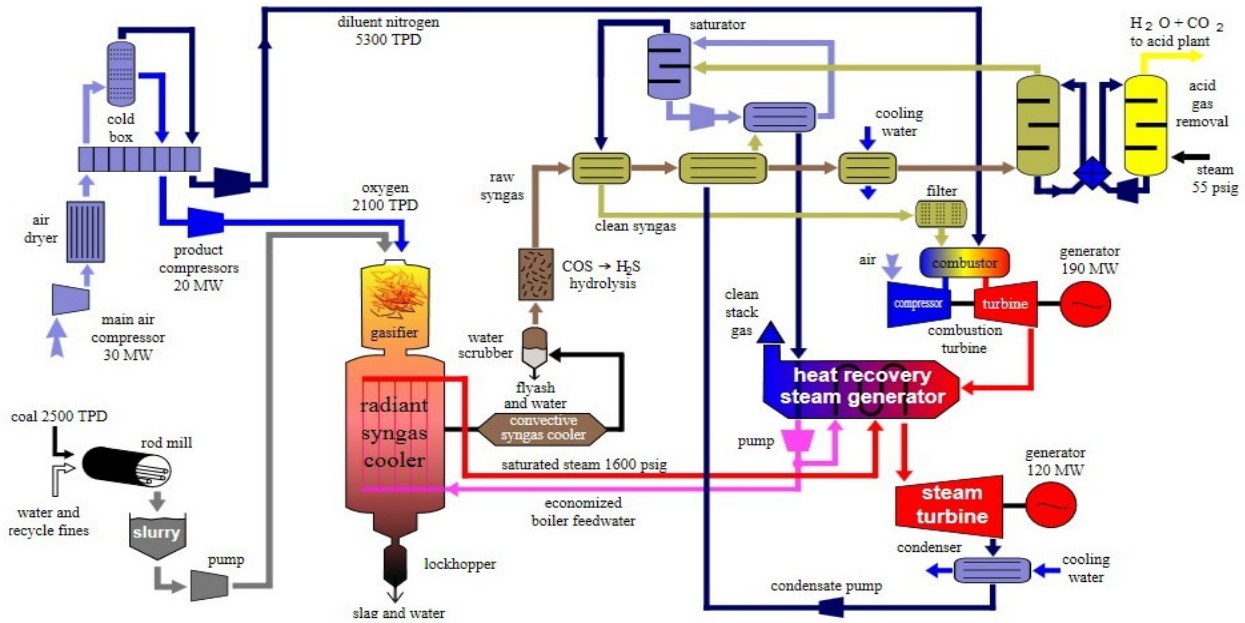 diluent nitrogen
5300 TPD
saturator
H₂O + CO₂
to acid plant
cold
box
cooling
water
acid
gas
removal
steam
55 psig
raw
syngas
oxygen
2100 TPD
filter
clean syngas
air
dryer
product
compressors
20 MW
COS → H₂S
hydrolysis
air
combustor
generator
190 MW
compressor
turbine
clean
stack
gas
combustion
turbine
main air
compressor
30 MW
gasifier
water
scrubber
heat recovery
steam generator
flyash
and water
radiant
syngas
cooler
convective
syngas cooler
coal 2500 TPD
rod mill
pump
saturated steam 1600 psig
generator
120 MW
economized
boiler feedwater
steam
turbine
water and
recycle fines
slurry
pump
condenser
cooling
water
lockhopper
condensate pump
slag and water